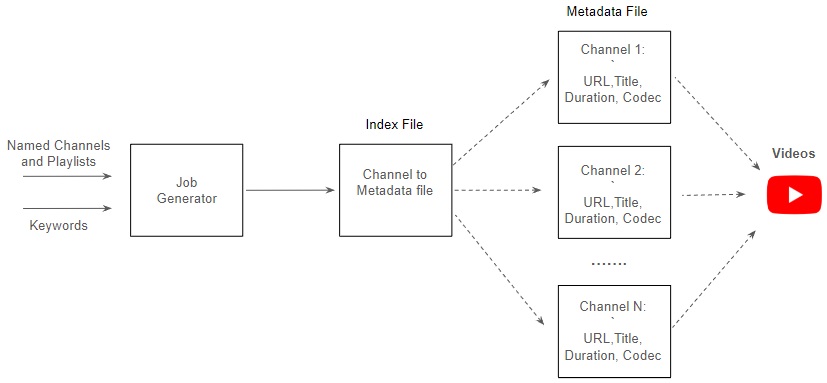 Metadata File
Channel 1:
`
URL,Title,
Duration, Codec
Index File
Named Channels
and Playlists
Job
Generator
Keywords
Channel to
Metadata file
Channel 2:
`
URL,Title,
Duration, Codec
Videos
.......
Channel N:
`
URL,Title,
Duration, Codec